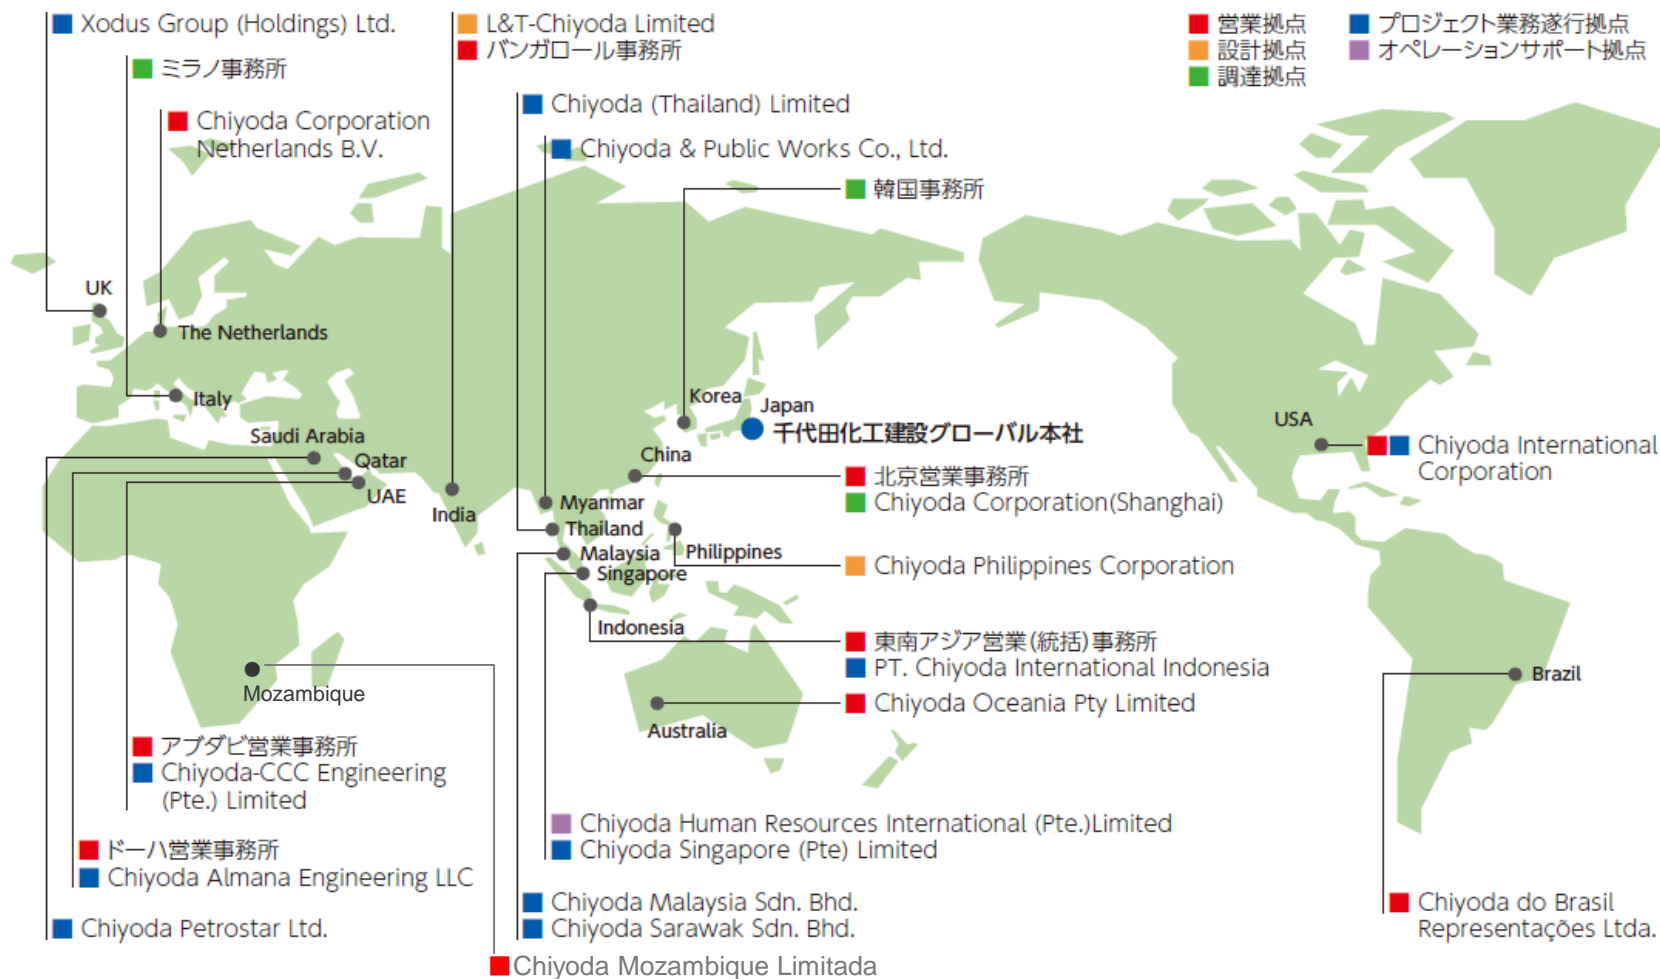 Xodus Group (Holdings) Ltd.
ミラノ事務所
Chiyoda Corporation
Netherlands B.V.
L&T-Chiyoda Limited
バンガロール事務所
Chiyoda (Thailand) Limited
Chiyoda & Public Works Co., Ltd.
韓国事務所
営業拠点
設計拠点
調達拠点
プロジェクト業務遂行拠点
オペレーションサポート拠点
UK
The Netherlands
Italy
Saudi Arabia
Qatar
UAE
India
Korea
Japan
千代田化工建設グローバル本社
China
北京営業事務所
Chiyoda Corporation(Shanghai)
Myanmar
Thailand
Malaysia
Singapore
Philippines
Chiyoda Philippines Corporation
Indonesia
東南アジア営業(統括)事務所
PT. Chiyoda International Indonesia
Chiyoda Oceania Pty Limited
Australia
USA
Chiyoda International
Corporation
Brazil
Mozambique
アブダビ営業事務所
Chiyoda-CCC Engineering
(Pte.) Limited
ドーハ営業事務所
Chiyoda Almana Engineering LLC
Chiyoda Petrostar Ltd.
Chiyoda Human Resources International (Pte.)Limited
Chiyoda Singapore (Pte) Limited
Chiyoda Malaysia Sdn. Bhd.
Chiyoda Sarawak Sdn. Bhd.
Chiyoda Mozambique Limitada
Chiyoda do Brasil
Representações Ltda.